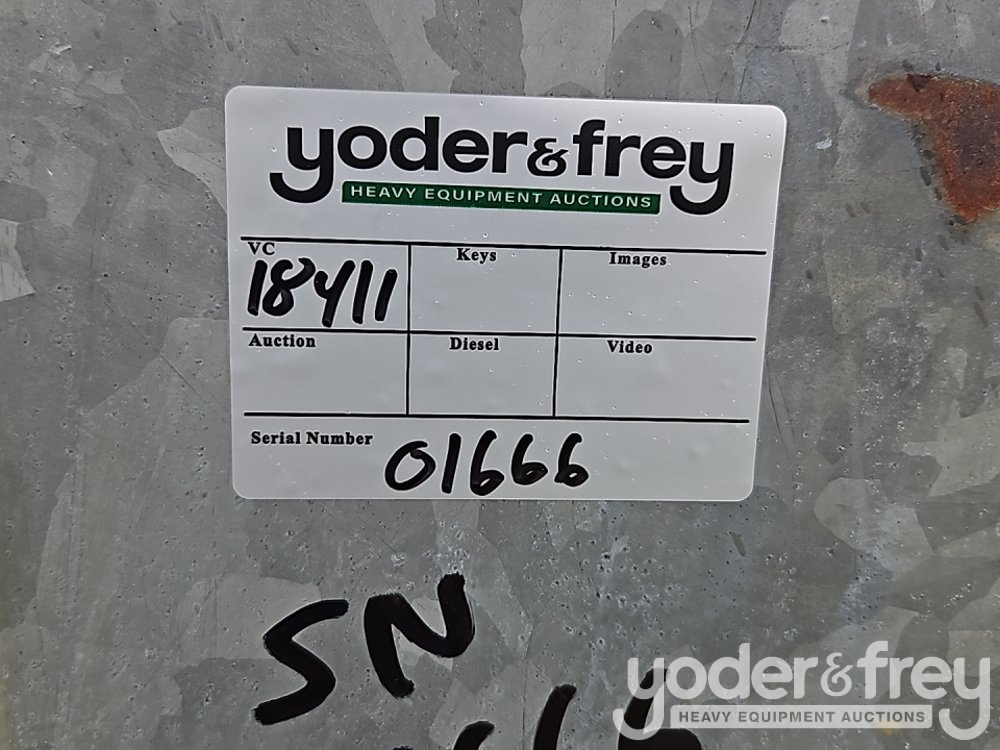 yoder&frey
HEAVY EQUIPMENT AUCTIONS
VC Keys Images
18411
Auction Diesel Video
Serial Number 01666
SN
yoder&frey
HEAVY EQUIPMENT AUCTIONS